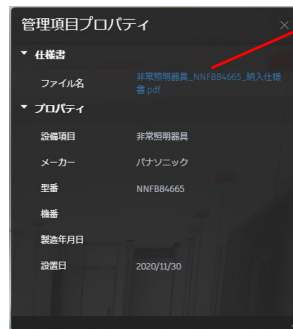 管理項目プロパティ ×
▼ 仕様書
ファイル名 非常照明器具_NNFB84665_納入仕様
書.pdf
▼ プロパティ
設備項目 非常照明器具
メーカー パナソニック
型番 NNFB84665
機番
製造年月日
設置日 2020/11/30